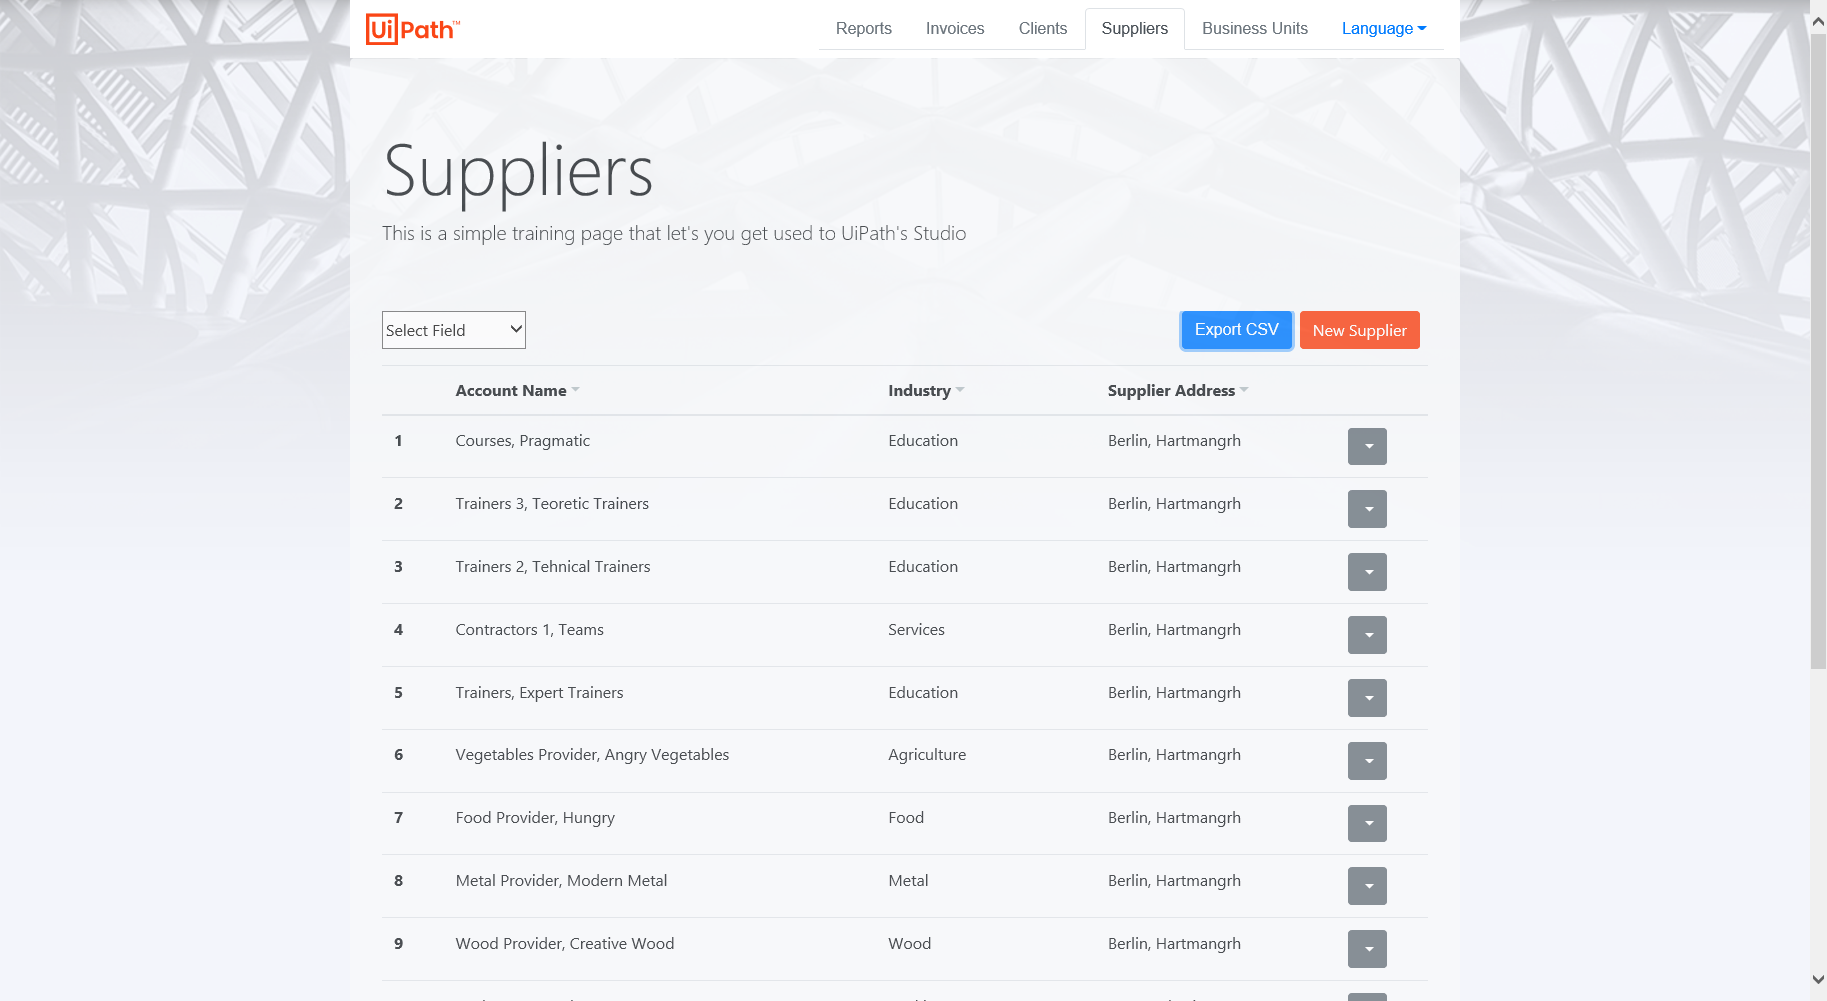 UiPath™
Reports Invoices Clients Suppliers Business Units Language
Suppliers
This is a simple training page that let's you get used to UiPath's Studio
Select Field Export CSV New Supplier
Account Name Industry Supplier Address
1 Courses, Pragmatic Education Berlin, Hartmangrh
2 Trainers 3, Teoretic Trainers Education Berlin, Hartmangrh
3 Trainers 2, Tehnical Trainers Education Berlin, Hartmangrh
4 Contractors 1, Teams Services Berlin, Hartmangrh
5 Trainers, Expert Trainers Education Berlin, Hartmangrh
6 Vegetables Provider, Angry Vegetables Agriculture Berlin, Hartmangrh
7 Food Provider, Hungry Food Berlin, Hartmangrh
8 Metal Provider, Modern Metal Metal Berlin, Hartmangrh
9 Wood Provider, Creative Wood Wood Berlin, Hartmangrh